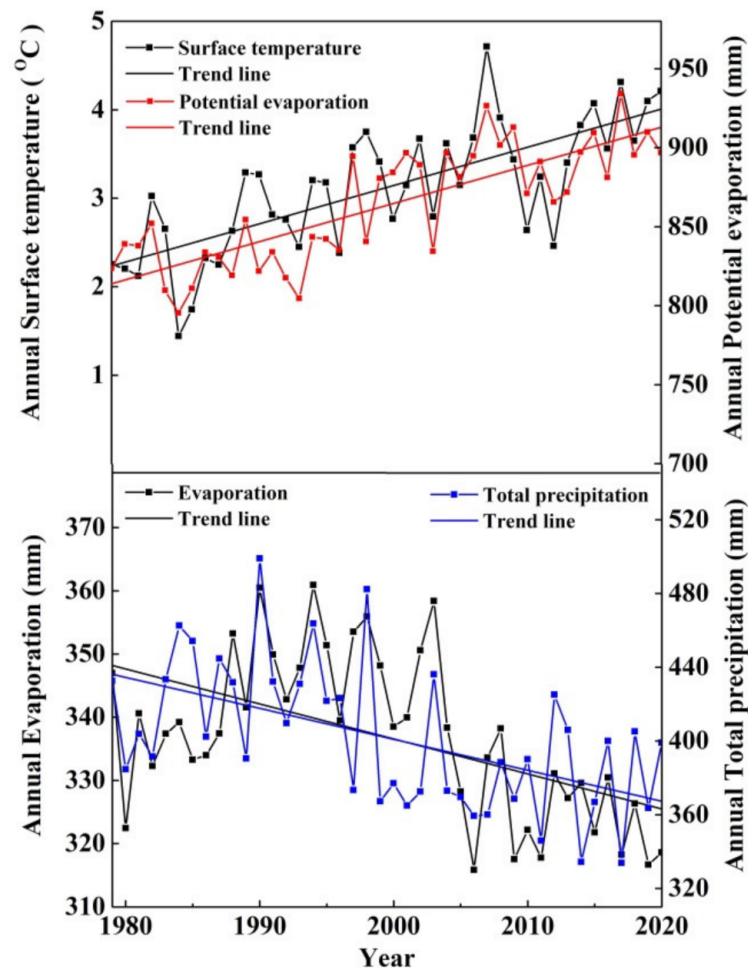 Annual Surface temperature ( ᴼC )
5
4
3
2
1
Surface temperature
Trend line
Potential evaporation
Trend line
950
900
850
800
750
700
Annual Potential evaporation (mm)
Annual Evaporation (mm)
370
360
350
340
330
320
310
Evaporation
Trend line
Total precipitation
Trend line
520
480
440
400
360
320
Annual Total precipitation (mm)
1980 1990 2000 2010 2020
Year